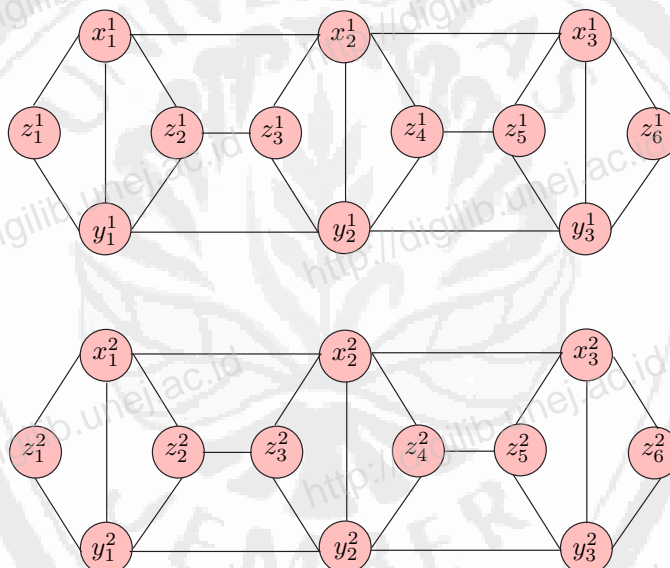 x_1^1 x_2^1 x_3^1
z_1^1 z_2^1 z_3^1 z_4^1 z_5^1 z_6^1
y_1^1 y_2^1 y_3^1
x_1^2 x_2^2 x_3^2
z_1^2 z_2^2 z_3^2 z_4^2 z_5^2 z_6^2
y_1^2 y_2^2 y_3^2